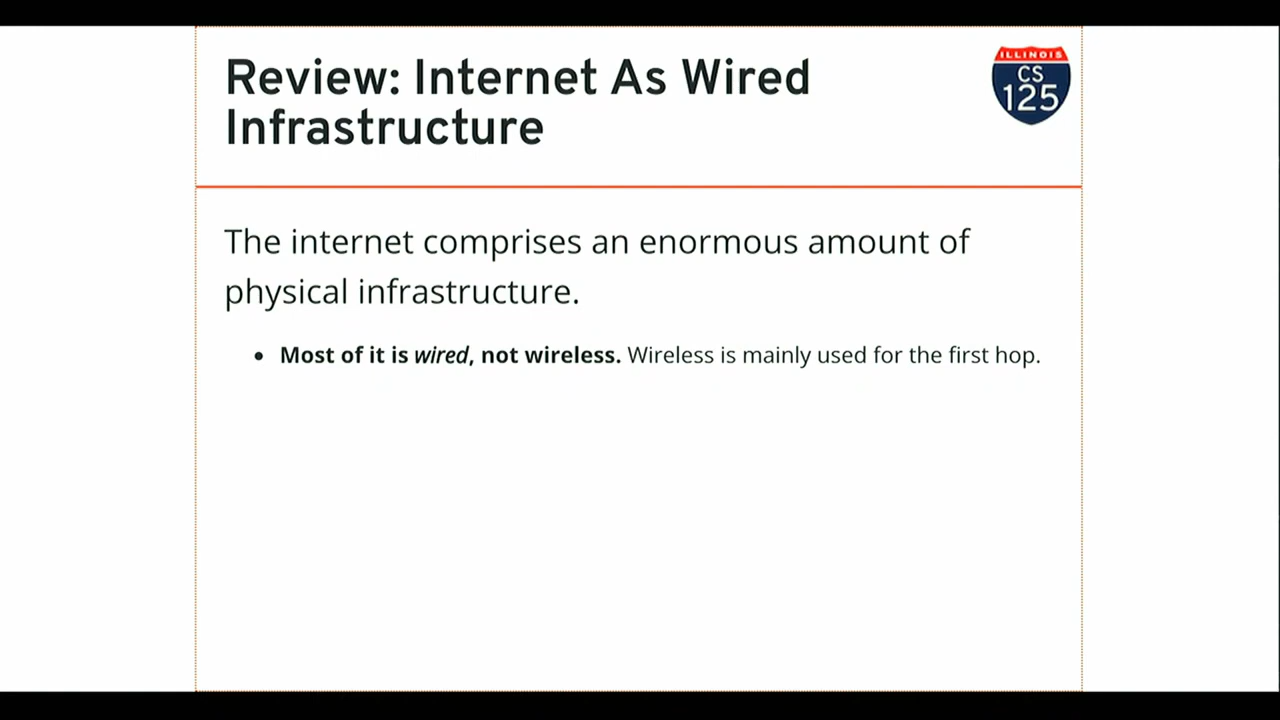 Review: Internet As Wired
Infrastructure
ILLINOIS
CS
125
The internet comprises an enormous amount of
physical infrastructure.
• Most of it is wired, not wireless. Wireless is mainly used for the first hop.